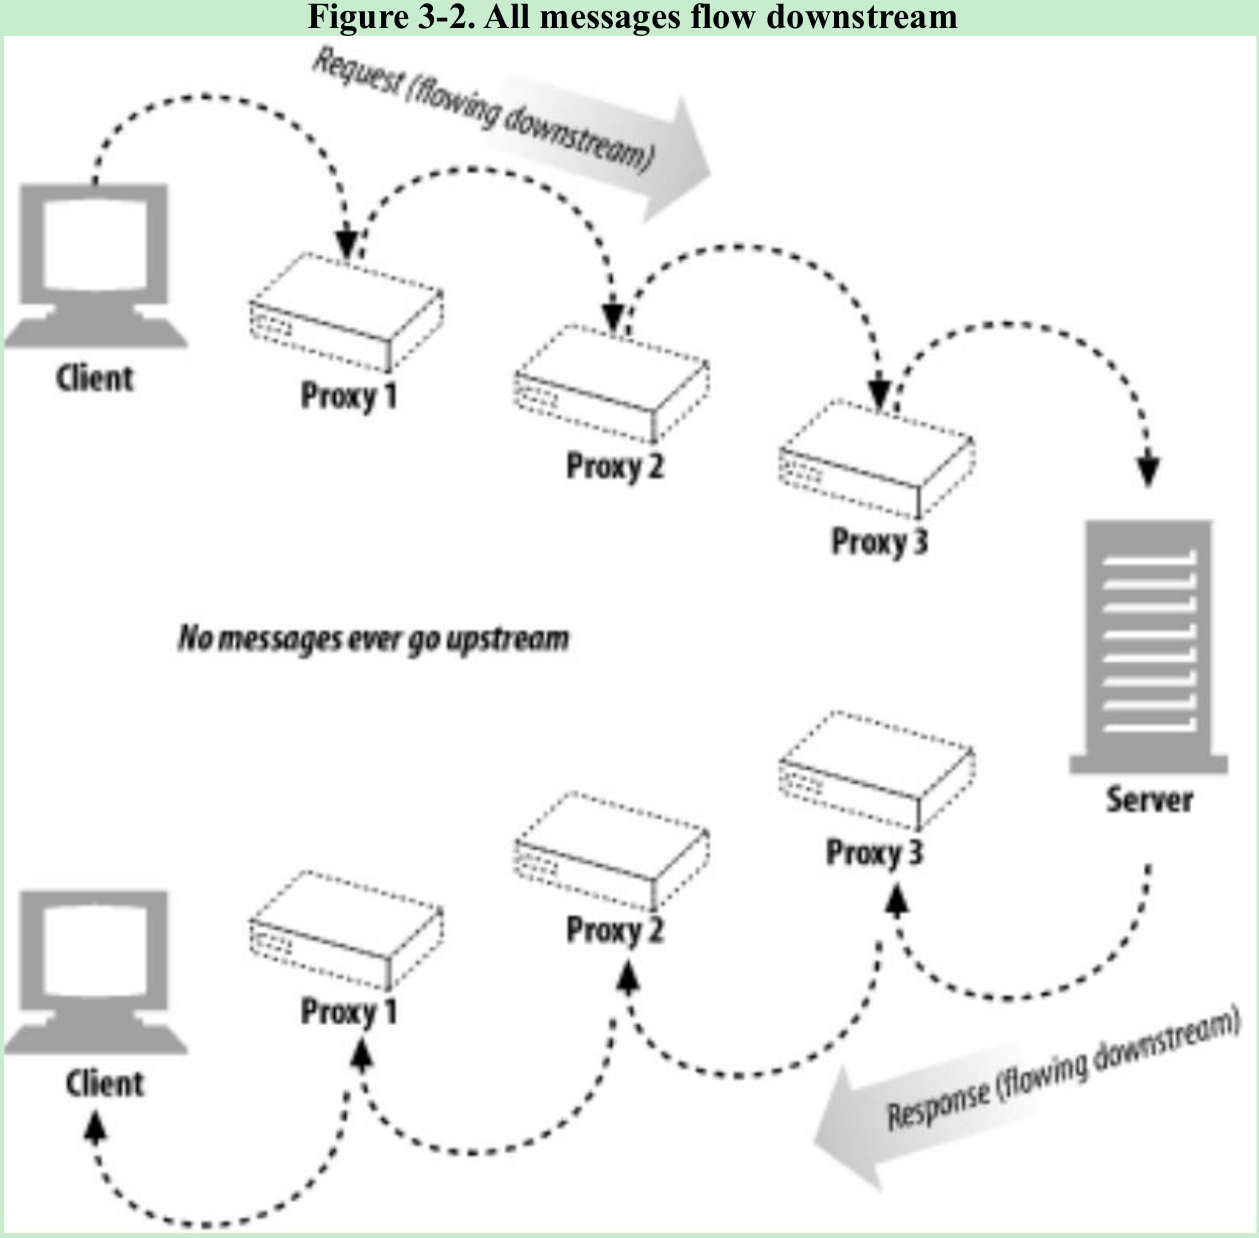 Figure 3-2. All messages flow downstream
Request (flowing downstream)
Client
Proxy 1
Proxy 2
Proxy 3
No messages ever go upstream
Server
Proxy 3
Proxy 2
Proxy 1
Client
Response (flowing downstream)